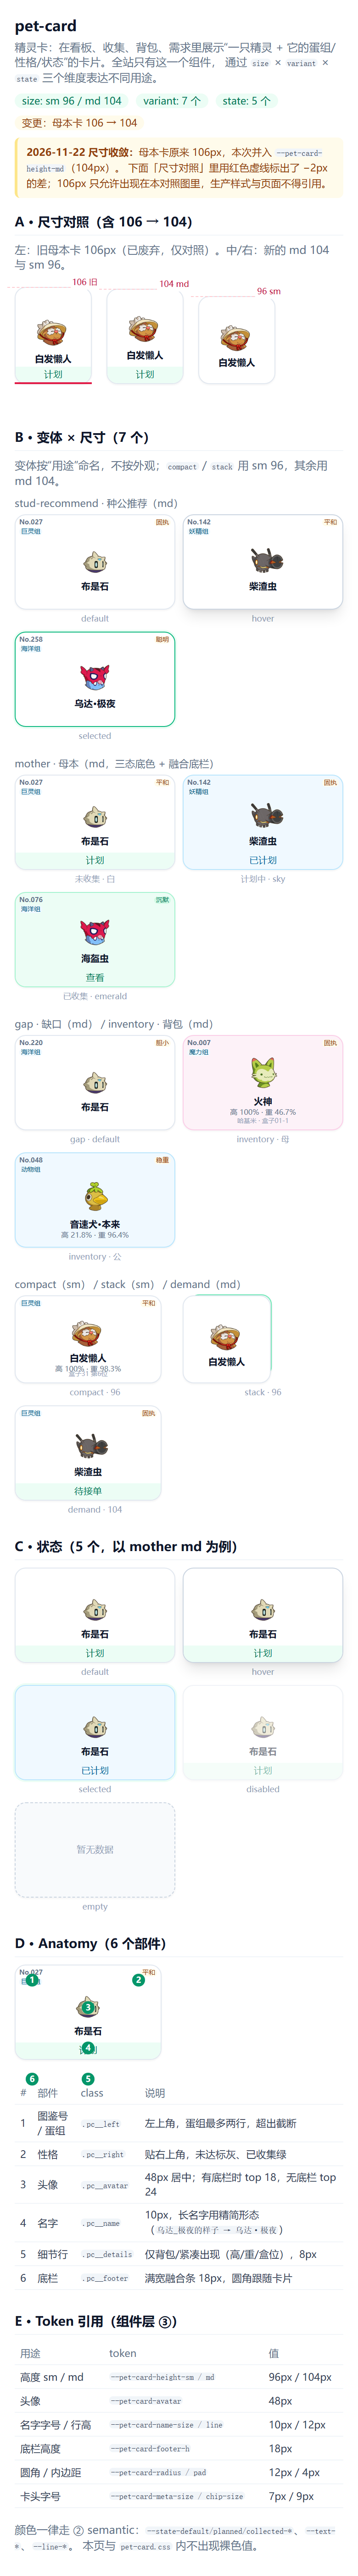 pet-card
精灵卡：在看板、收集、背包、需求里展示"一只精灵 + 它的蛋组/
性格/状态"的卡片。全站只有这一个组件， 通过 size × variant ×
state 三个维度表达不同用途。
size: sm 96 / md 104
variant: 7 个
state: 5 个
变更：母本卡 106 → 104
2026-11-22 尺寸收敛：母本卡原来 106px，本次并入 --pet-card-
height-md （104px）。 下面「尺寸对照」里用红色虚线标出了 −2px
的差；106px 只允许出现在本对照图里，生产样式与页面不得引用。
A · 尺寸对照（含 106 → 104）
左：旧母本卡 106px（已废弃，仅对照）。中/右：新的 md 104
与 sm 96。
106 旧
104 md
96 sm
白发懒人
计划
白发懒人
计划
白发懒人
B · 变体 × 尺寸（7 个）
变体按"用途"命名，不按外观； compact / stack 用 sm 96，其余用
md 104。
stud-recommend · 种公推荐（md）
No.027 固执
巨灵组
布是石
default
No.142 平和
妖精组
柴渣虫
hover
No.258 聪明
海洋组
乌达·极夜
selected
mother · 母本（md，三态底色 + 融合底栏）
No.027 平和
巨灵组
布是石
计划
未收集 · 白
No.142 固执
妖精组
柴渣虫
已计划
计划中 · sky
No.076 沉默
海洋组
海盔虫
查看
已收集 · emerald
gap · 缺口（md）/ inventory · 背包（md）
No.220 胆小
海洋组
布是石
gap · default
No.007 固执
魔力组
火神
高 100% · 重 46.7%
盒子01-1
inventory · 母
No.048 稳重
动物组
音速犬·本来
高 21.8% · 重 96.4%
inventory · 公
compact（sm）/ stack（sm）/ demand（md）
巨灵组 平和
白发懒人
高 100% · 重 98.3%
compact · 96
白发懒人
stack · 96
巨灵组 固执
柴渣虫
待接单
demand · 104
C · 状态（5 个，以 mother md 为例）
布是石
计划
default
布是石
计划
hover
布是石
已计划
selected
布是石
计划
disabled
暂无数据
empty
D · Anatomy（6 个部件）
No.027 平和
1
2
3
布是石
4
6
5
# 部件 class 说明
1 图鉴号 / 蛋组 .pc__left 左上角，蛋组最多两行，超出截断
2 性格 .pc__right 贴右上角，未达标灰、已收集绿
3 头像 .pc__avatar 48px 居中；有底栏时 top 18，无底栏 top
24
4 名字 .pc__name 10px，长名字用精简形态
（ 乌达_极夜的样子 → 乌达·极夜 ）
5 细节行 .pc__details 仅背包/紧凑出现（高/重/盒位），8px
6 底栏 .pc__footer 满宽融合条 18px，圆角跟随卡片
E · Token 引用（组件层 ③）
用途 token 值
高度 sm / md --pet-card-height-sm / md 96px / 104px
头像 --pet-card-avatar 48px
名字字号 / 行高 --pet-card-name-size / line 10px / 12px
底栏高度 --pet-card-footer-h 18px
圆角 / 内边距 --pet-card-radius / pad 12px / 4px
卡头字号 --pet-card-meta-size / chip-size 7px / 9px
颜色一律走 ② semantic：--state-default/planned/collected-*、--text-
*、--line-*。 本页与 pet-card.css 内不出现裸色值。